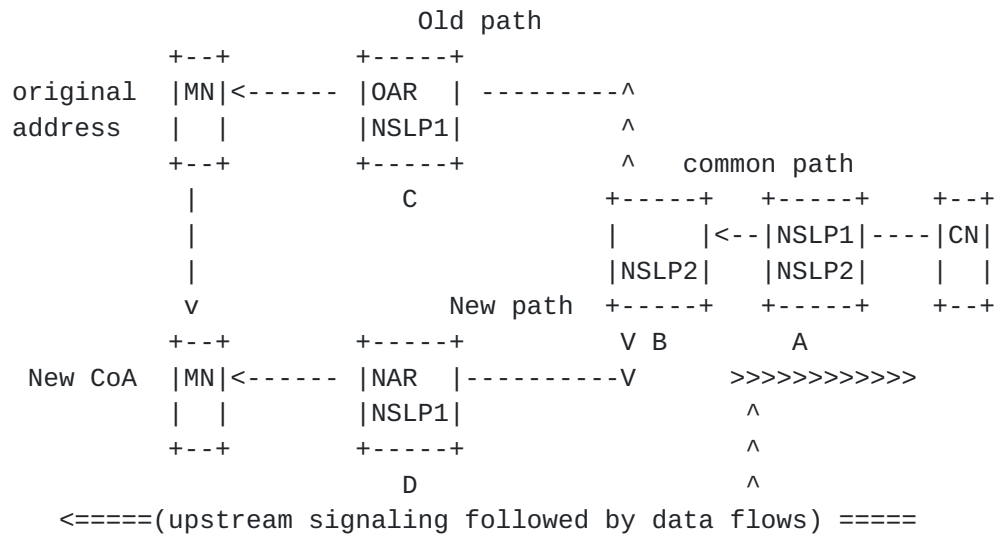 Old path
          +--+        +-----+
original  |MN|<------ |OAR  | ---------^
address   |  |        |NSLP1|          ^
          +--+        +-----+          ^   common path
           |             C            +-----+   +-----+    +--+
           |                          |     |<--|NSLP1|----|CN|
           |                          |NSLP2|   |NSLP2|    |  |
           v                New path  +-----+   +-----+    +--+
          +--+        +-----+          V B        A
 New CoA  |MN|<------ |NAR  |----------V      >>>>>>>>>>>>
          |  |        |NSLP1|                  ^
          +--+        +-----+                  ^
                         D                     ^
   <=====(upstream signaling followed by data flows) =====